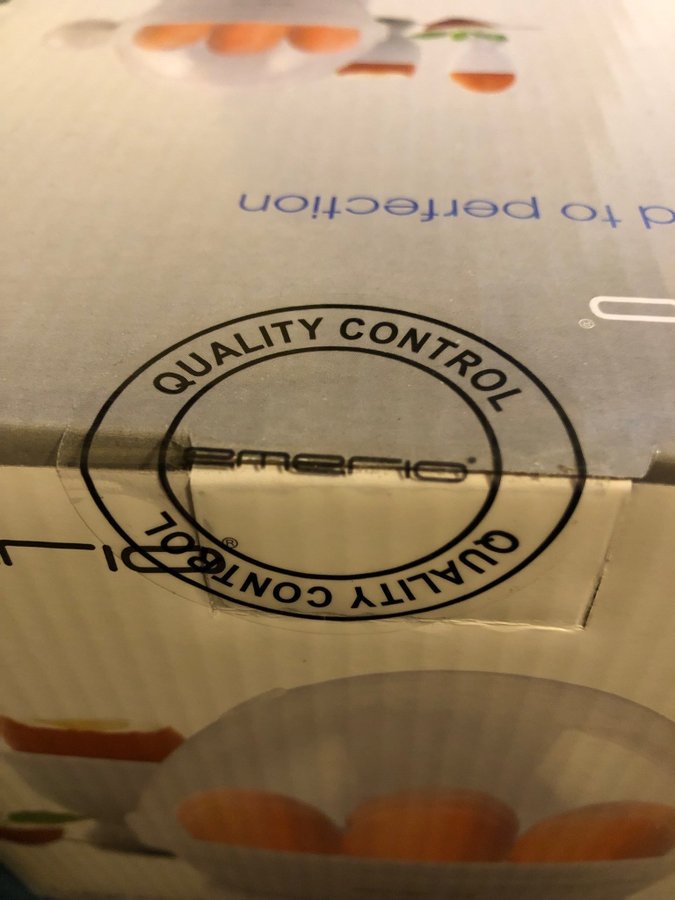 d to perfection
®
QUALITY CONTROL
emerio
®
QUALITY CONTROL